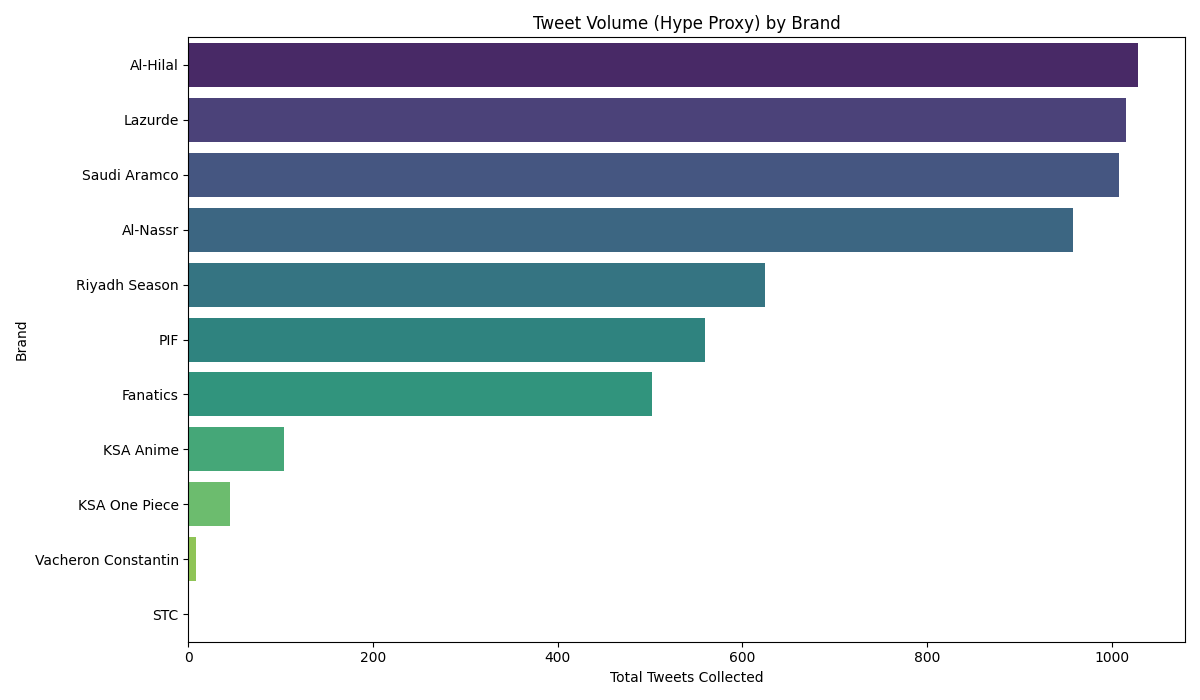 Tweet Volume (Hype Proxy) by Brand
Brand
Al-Hilal
Lazurde
Saudi Aramco
Al-Nassr
Riyadh Season
PIF
Fanatics
KSA Anime
KSA One Piece
Vacheron Constantin
STC
0 200 400 600 800 1000
Total Tweets Collected